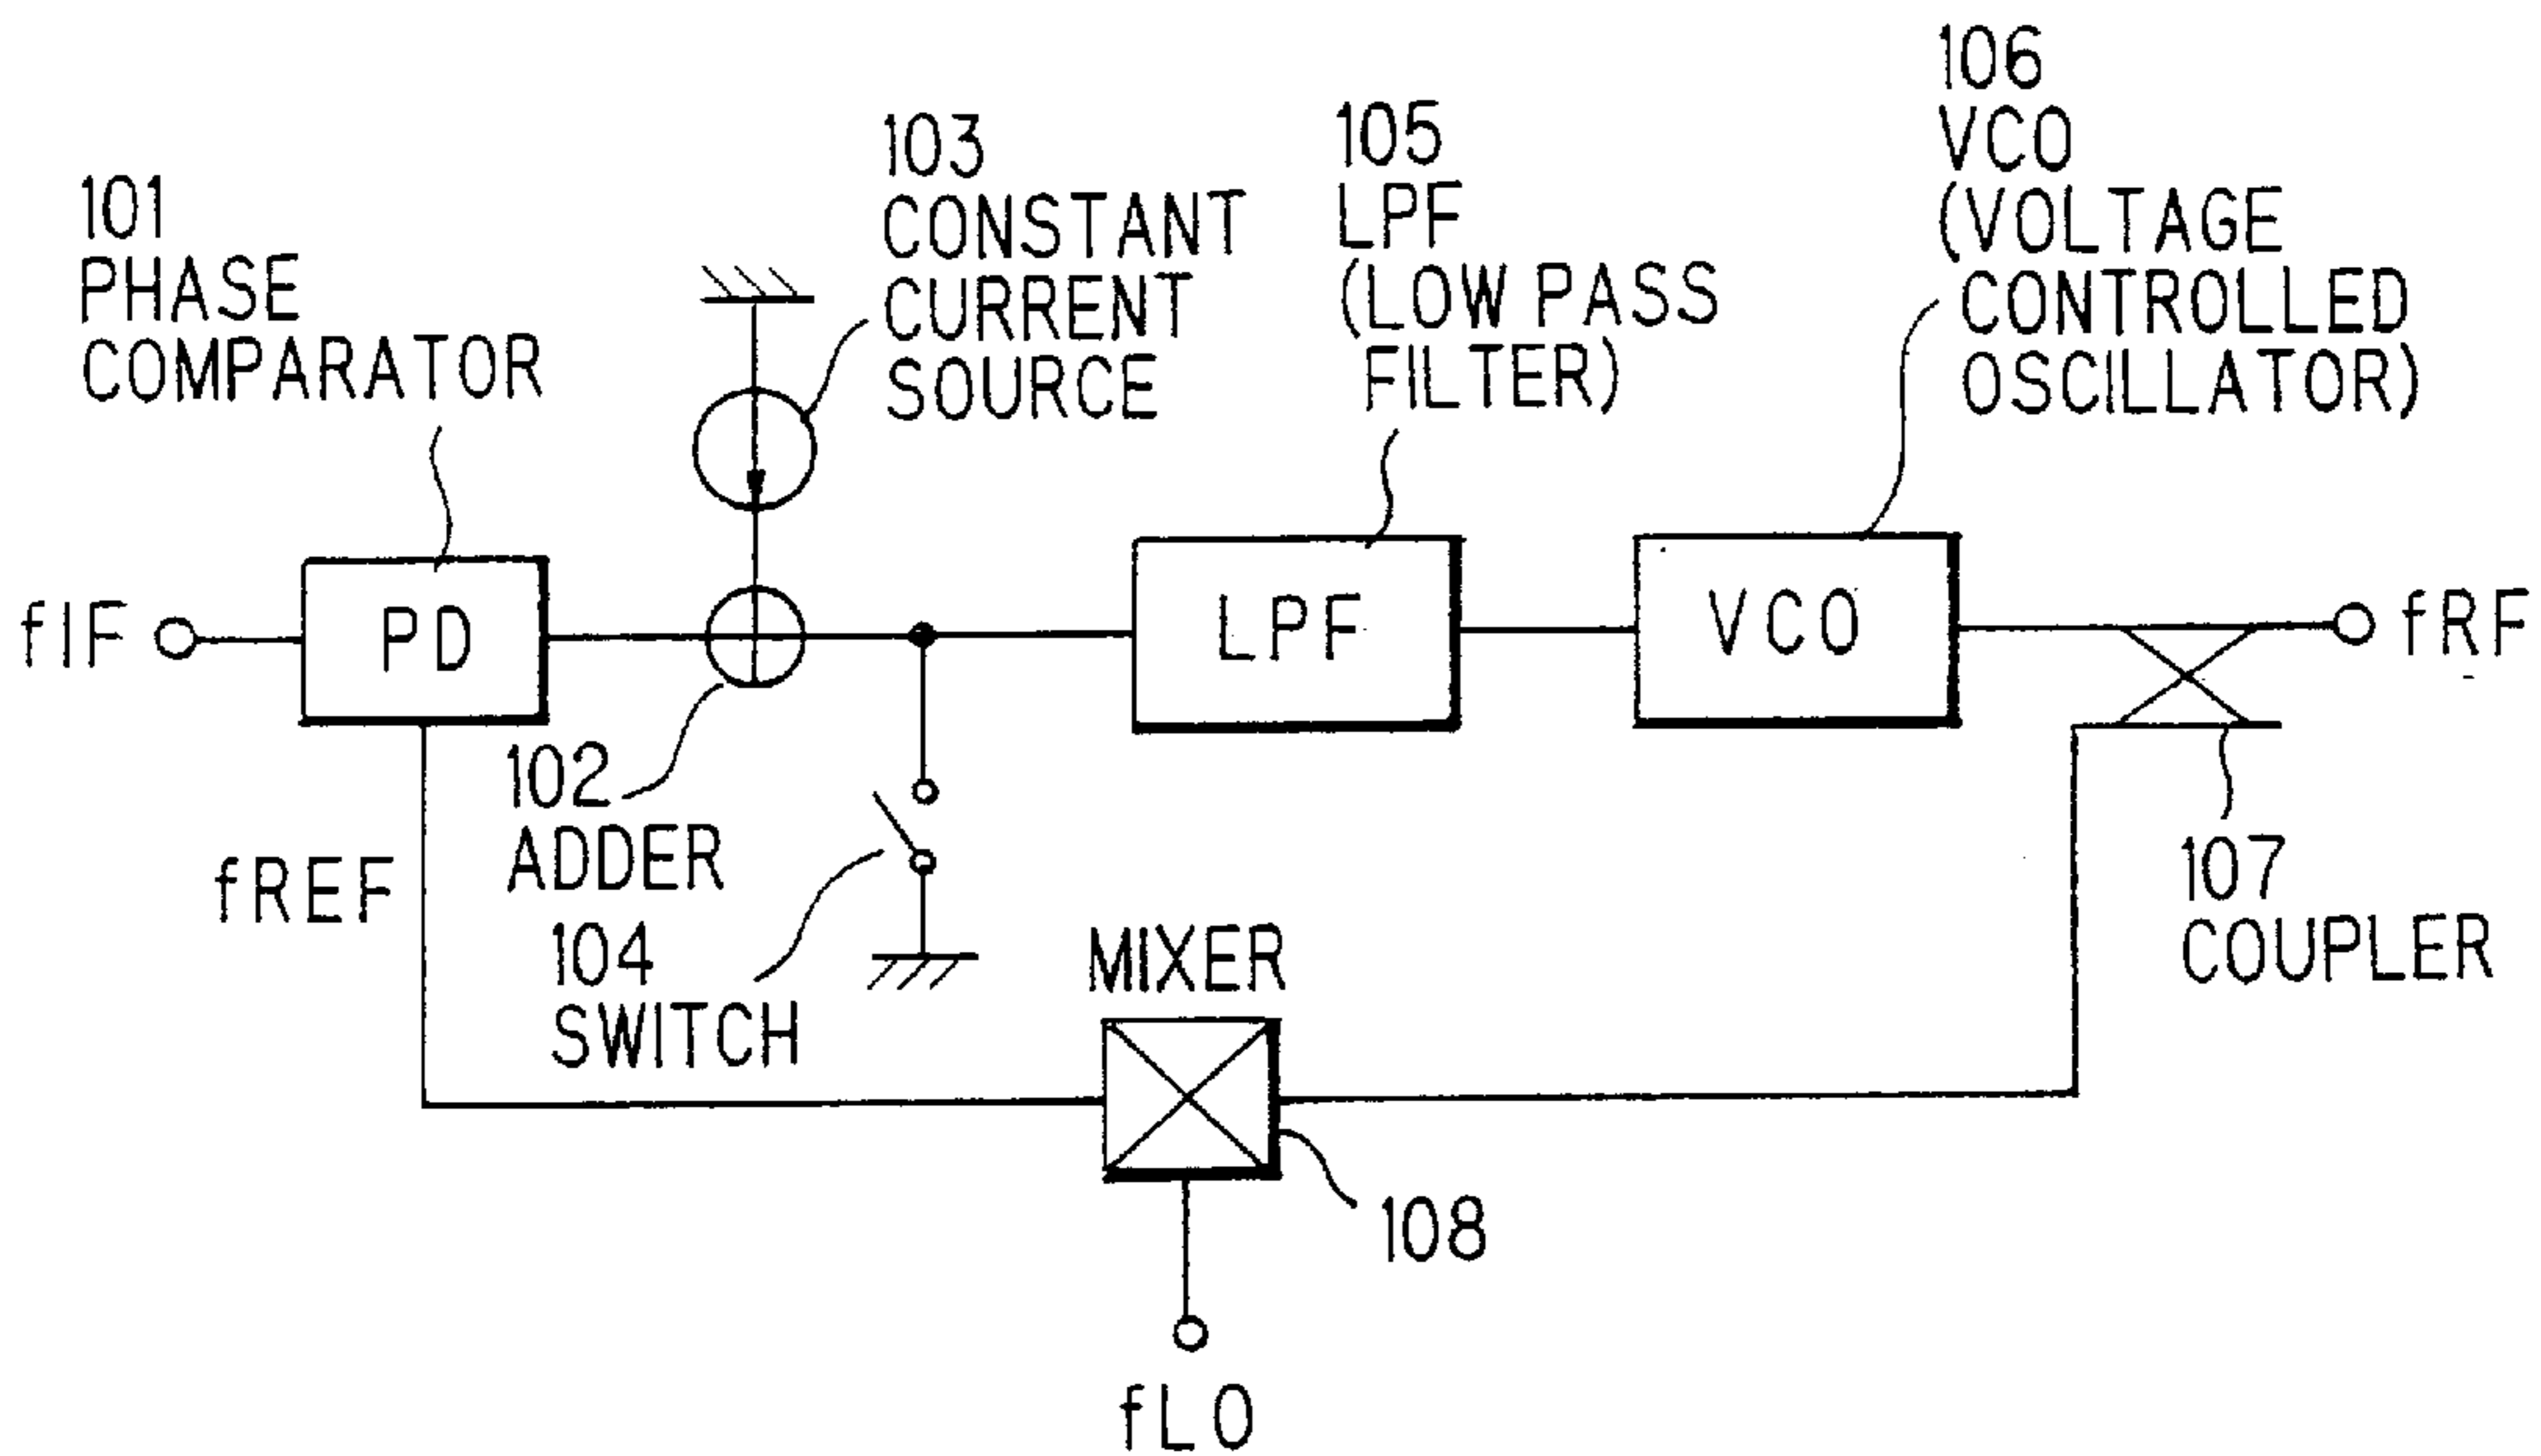 101
PHASE
COMPARATOR
103
CONSTANT
CURRENT
SOURCE
105
LPF
(LOW PASS
FILTER)
106
VCO
(VOLTAGE
CONTROLLED
OSCILLATOR)
fIF
PD
LPF
VCO
fRF
102
ADDER
fREF
104
SWITCH
MIXER
107
COUPLER
108
fLO